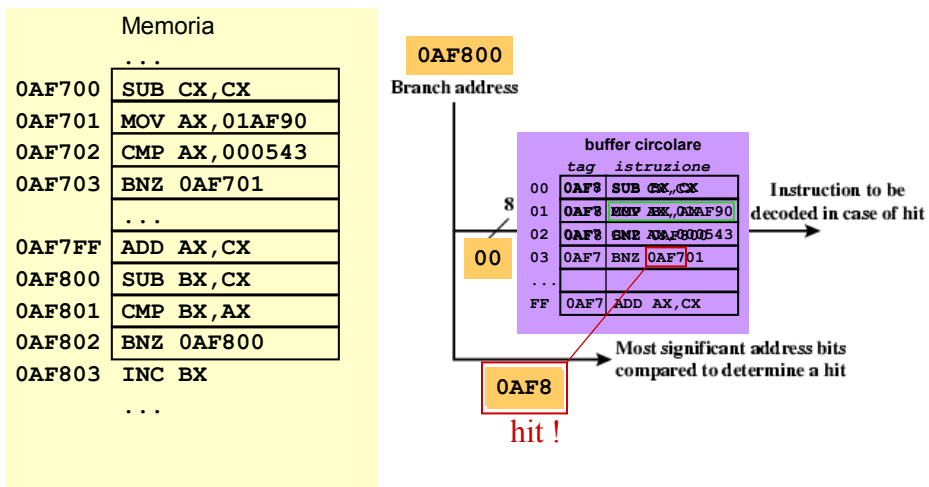 Memoria
...
0AF700 SUB CX,CX
0AF701 MOV AX,01AF90
0AF702 CMP AX,000543
0AF703 BNZ 0AF701
...
0AF7FF ADD AX,CX
0AF800 SUB BX,CX
0AF801 CMP BX,AX
0AF802 BNZ 0AF800
0AF803 INC BX
...
0AF800
Branch address
8
00
buffer circolare
tag istruzione
00 SUB
01
02
03 0AF7 BNZ 0AF701
...
FF 0AF7 ADD AX,CX
Instruction to be
decoded in case of hit
Most significant address bits
compared to determine a hit
0AF8
hit !